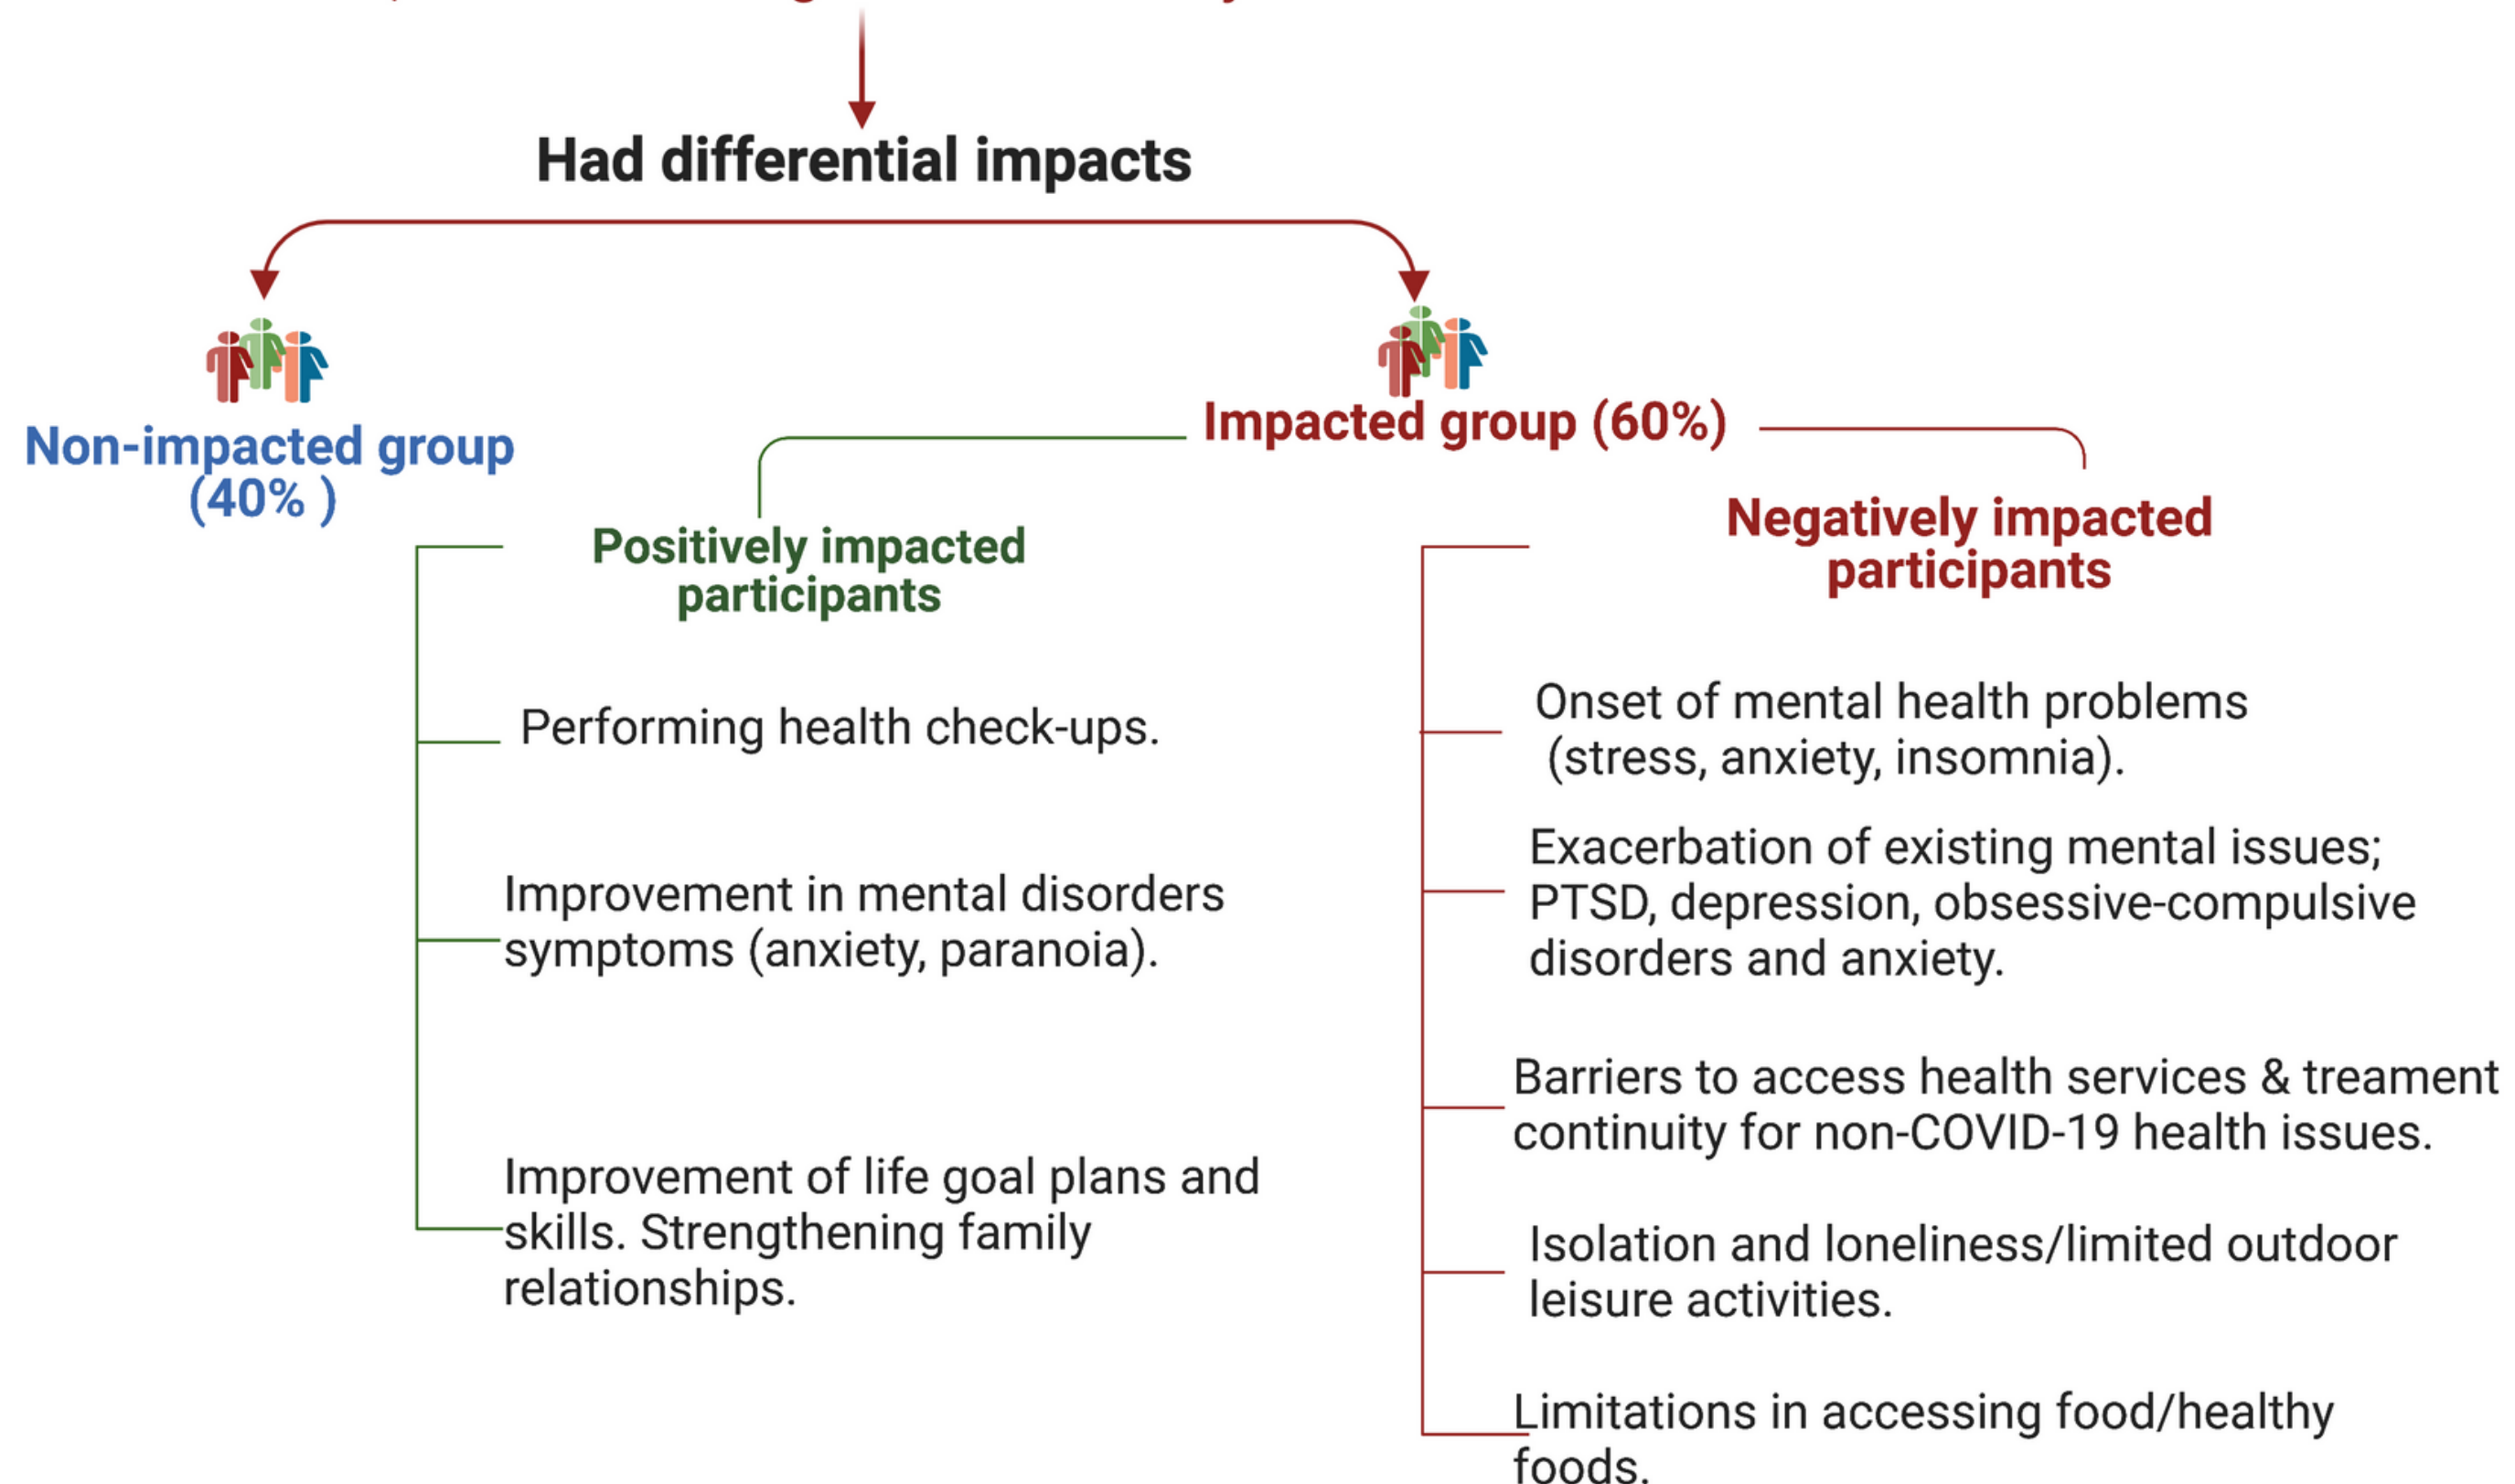 Had differential impacts
Non-impacted group
(40% )
Impacted group (60%)
Positively impacted
participants
Performing health check-ups.
Improvement in mental disorders
symptoms (anxiety, paranoia).
Improvement of life goal plans and
skills. Strengthening family
relationships.
Negatively impacted
participants
Onset of mental health problems
(stress, anxiety, insomnia).
Exacerbation of existing mental issues;
PTSD, depression, obsessive-compulsive
disorders and anxiety.
Barriers to access health services & treament
continuity for non-COVID-19 health issues.
Isolation and loneliness/limited outdoor
leisure activities.
Limitations in accessing food/healthy
foods.